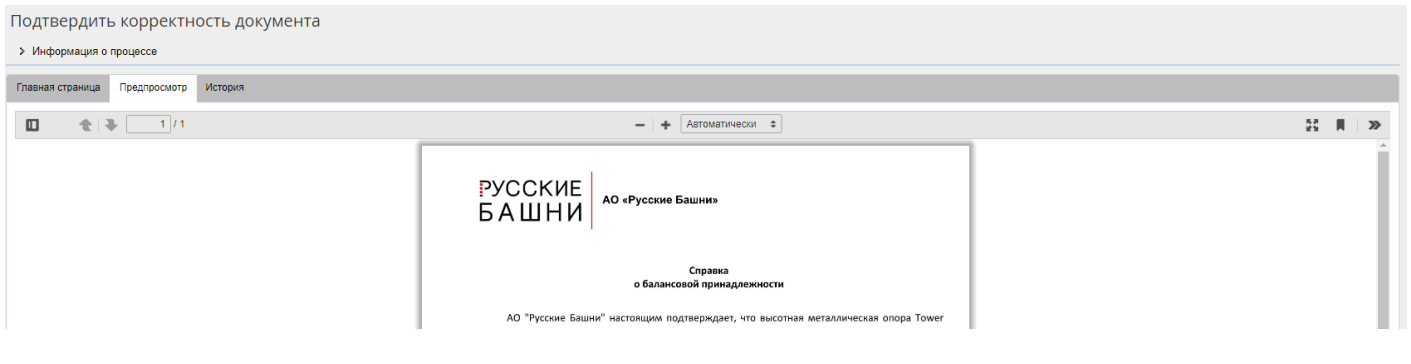 Подтвердить корректность документа
Информация о процессе
Главная страница Предпросмотр История
1 / 1 Автоматически
РУССКИЕ
БАШНИ
АО «Русские Башни»
Справка
о балансовой принадлежности
АО "Русские Башни" настоящим подтверждает, что высотная металлическая опора Tower